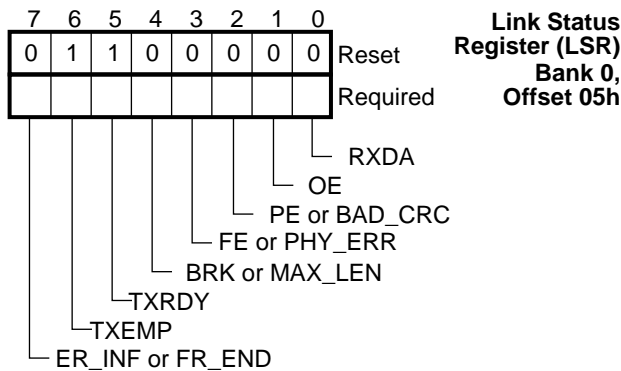 7 6 5 4 3 2 1 0
0 1 1 0 0 0 0 0 Reset
Required
Link Status
Register (LSR)
Bank 0,
Offset 05h
RXDA
OE
PE or BAD_CRC
FE or PHY_ERR
BRK or MAX_LEN
TXRDY
TXEMP
ER_INF or FR_END